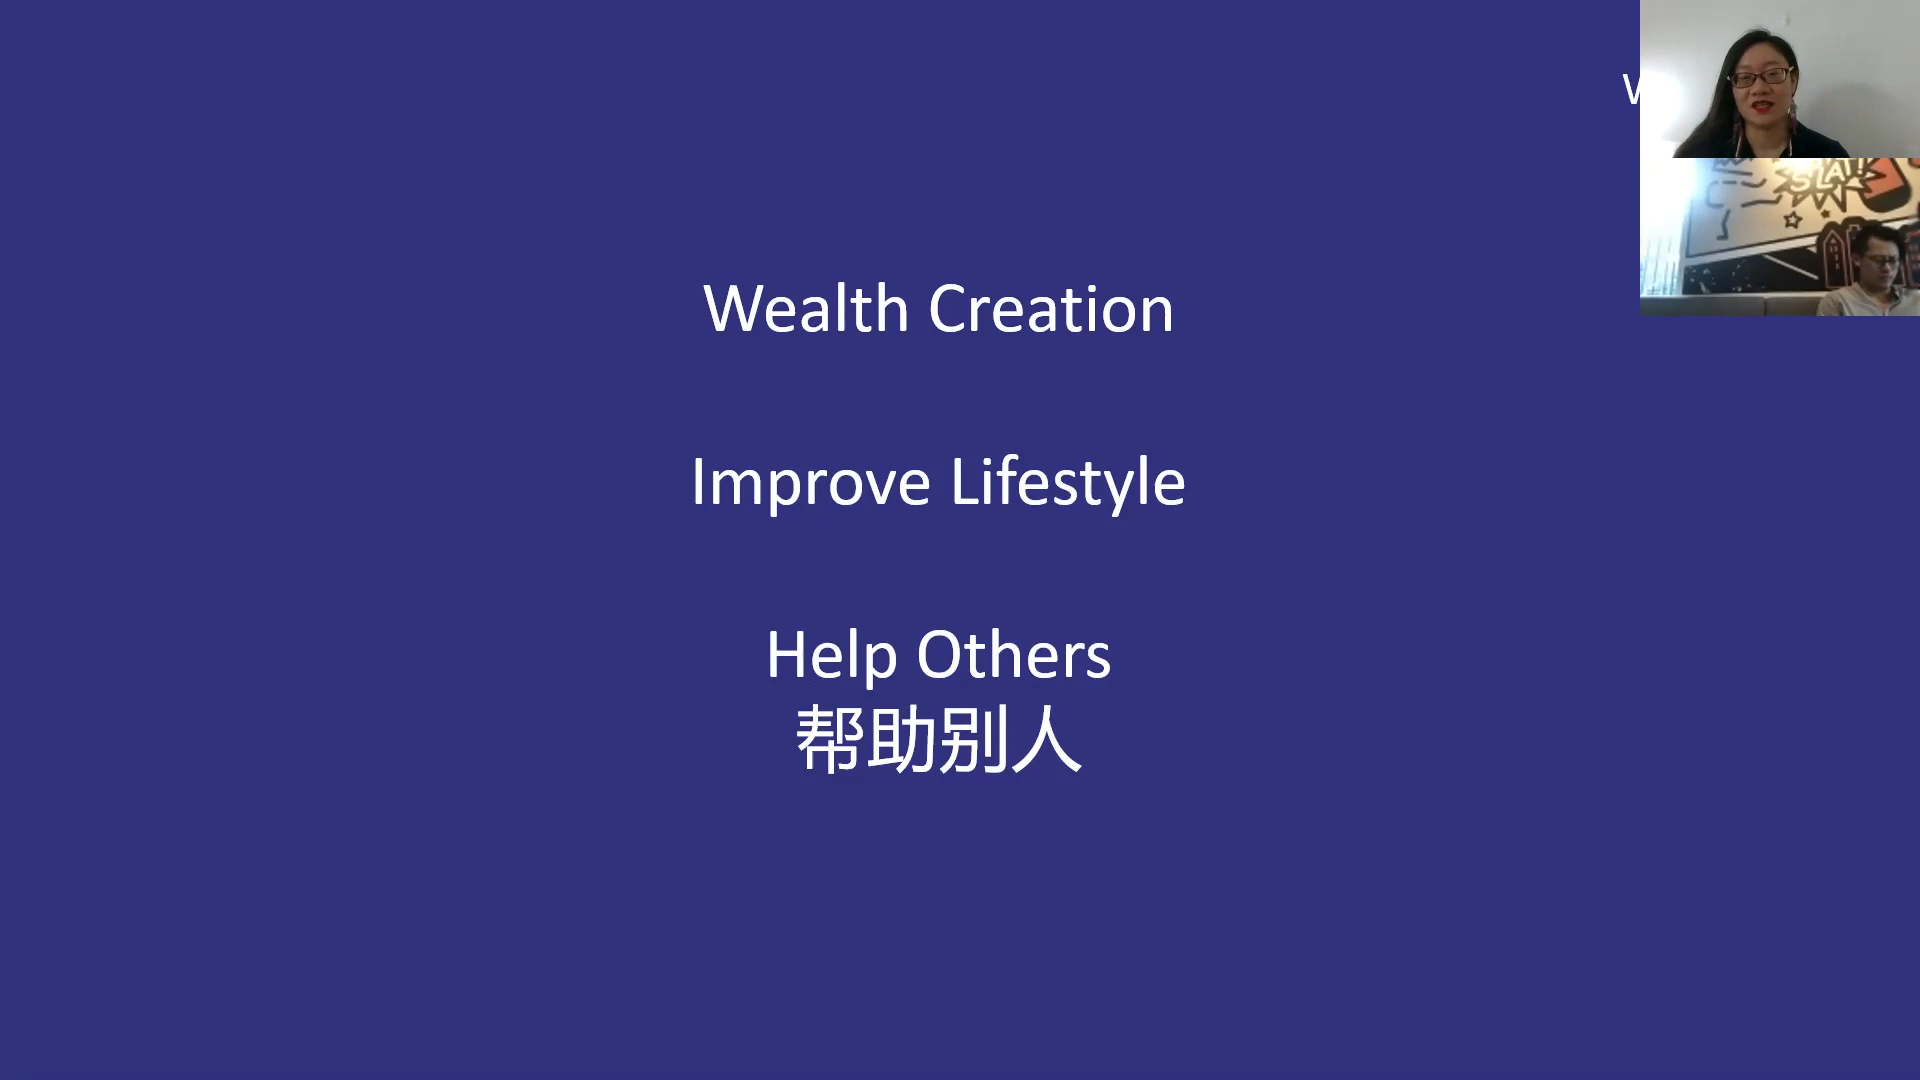 Wealth Creation
Improve Lifestyle
Help Others
帮助别人